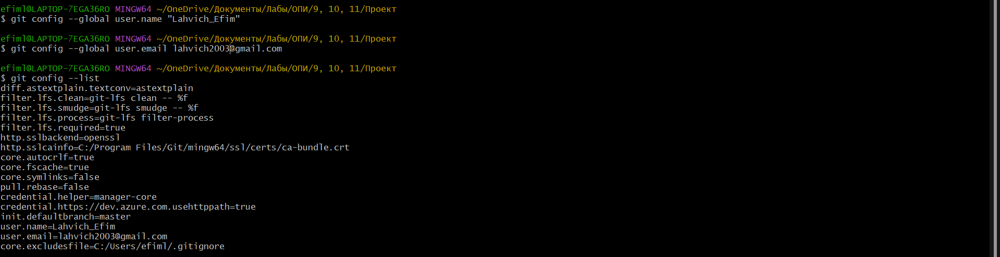 efiml@LAPTOP-7EGA36RO MINGW64 ~/OneDrive/Документы/Лабы/ОПИ/9, 10, 11/Проект
$ git config --global user.name "Lahvich_Efim"
efiml@LAPTOP-7EGA36RO MINGW64 ~/OneDrive/Документы/Лабы/ОПИ/9, 10, 11/Проект
$ git config --global user.email lahvich2003@gmail.com
efiml@LAPTOP-7EGA36RO MINGW64 ~/OneDrive/Документы/Лабы/ОПИ/9, 10, 11/Проект
$ git config --list
diff.astextplain.textconv=astextplain
filter.lfs.clean=git-lfs clean -- %f
filter.lfs.smudge=git-lfs smudge -- %f
filter.lfs.process=git-lfs filter-process
filter.lfs.required=true
http.sslbackend=openssl
http.sslcainfo=C:/Program Files/Git/mingw64/ssl/certs/ca-bundle.crt
core.autocrlf=true
core.fscache=true
core.symlinks=false
pull.rebase=false
credential.helper=manager-core
credential.https://dev.azure.com.usehttppath=true
init.defaultbranch=master
user.name=Lahvich_Efim
user.email=lahvich2003@gmail.com
core.excludesfile=C:/Users/efiml/.gitignore